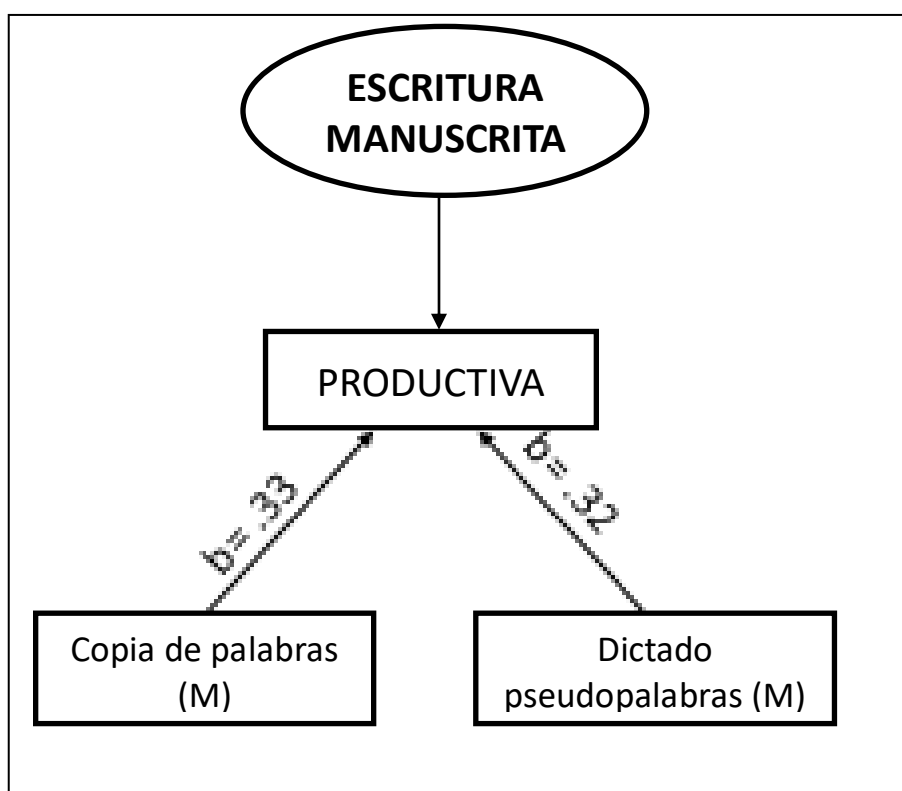 ESCRITURA
MANUSCRITA
PRODUCTIVA
b= .33
b= .32
Copia de palabras
(M)
Dictado
pseudopalabras (M)